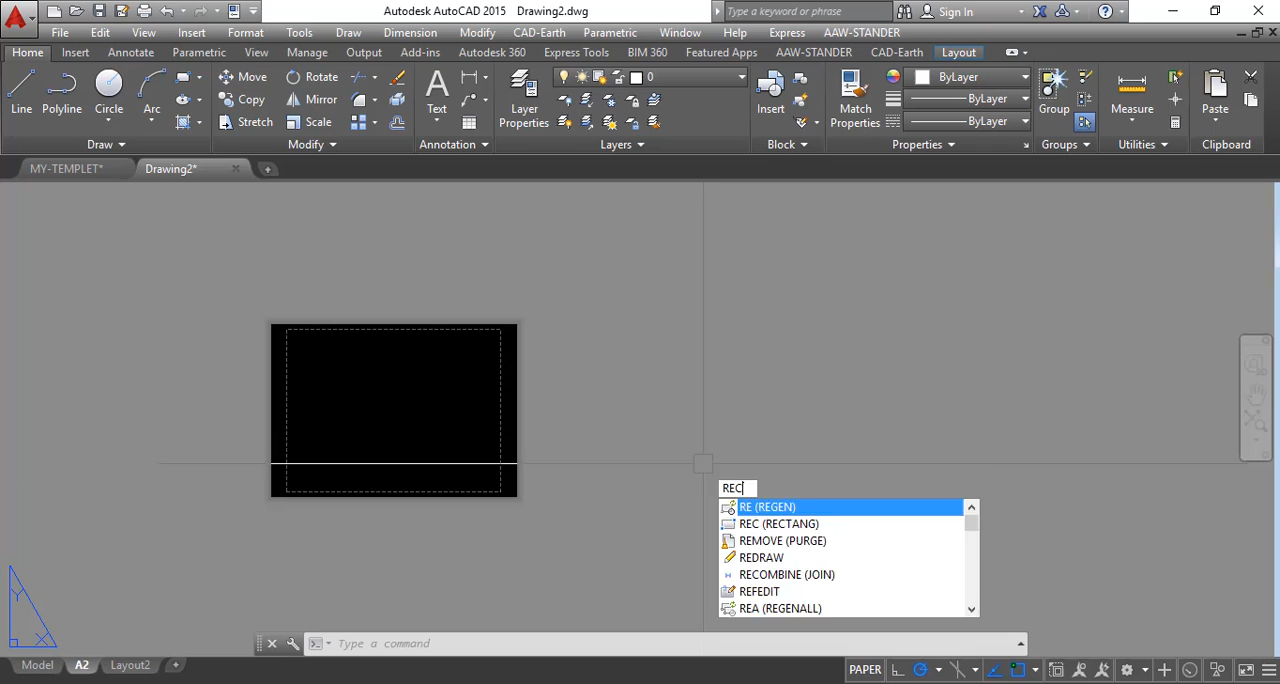 Autodesk AutoCAD 2015 Drawing2.dwg
Type a keyword or phrase
Sign In
File Edit View Insert Format Tools Draw Dimension Modify CAD-Earth Parametric Window Help Express AAW-STANDER
Home Insert Annotate Parametric View Manage Output Add-ins Autodesk 360 Express Tools BIM 360 Featured Apps AAW-STANDER CAD-Earth Layout
Line Polyline Circle Arc
Move Rotate
Copy Mirror
Stretch Scale
Text
Layer Properties
0
Insert
Match Properties
ByLayer
ByLayer
ByLayer
Group
Measure
Paste
Draw Modify Annotation Layers Block Properties Groups Utilities Clipboard
MY-TEMPLET* Drawing2*
REC
RE (REGEN)
REC (RECTANG)
REMOVE (PURGE)
REDRAW
RECOMBINE (JOIN)
REFEDIT
REA (REGENALL)
Y
X
Type a command
Model A2 Layout2
PAPER